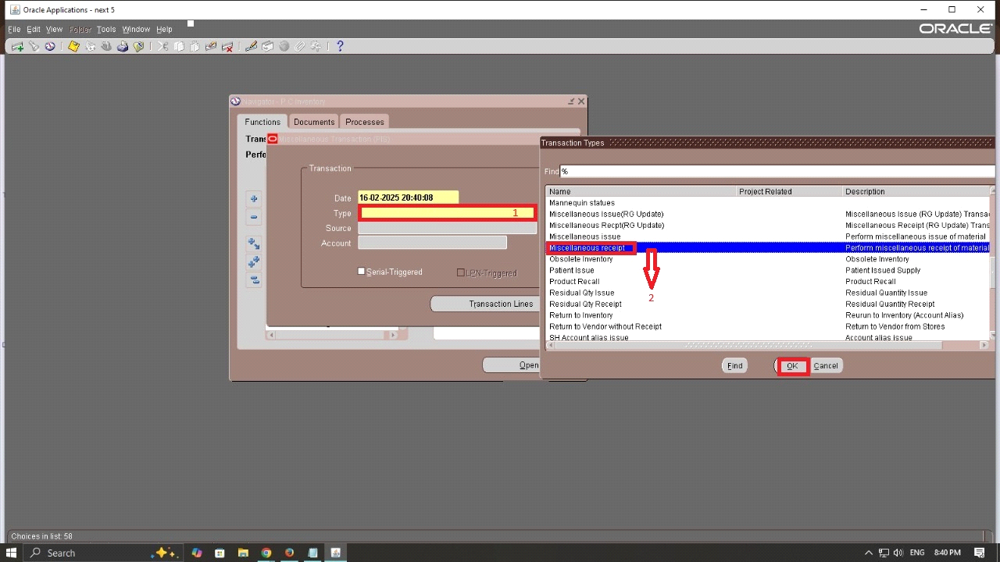 Oracle Applications - next 5
File Edit View Folder Tools Window Help
ORACLE
Navigator - P.C Inventory
Functions Documents Processes
Trans
Perfo
Miscellaneous Transaction (PIS)
Transaction
Date 16-02-2025 20:40:08
Type 1
Source
Account
Serial-Triggered LPN-Triggered
Transaction Lines
Open
Transaction Types
Find %
Name Project Related Description
Mannequin statues
Miscellaneous Issue(RG Update) Miscellaneous Issue (RG Update) Transac
Miscellaneous Recpt(RG Update) Miscellaneous Receipt (RG Update) Trans
Miscellaneous issue Perform miscellaneous issue of material
Miscellaneous receipt Perform miscellaneous receipt of material
Obsolete Inventory Obsolete Inventory
Patient Issue Patient Issued Supply
Product Recall Product Recall
Residual Qty Issue Residual Quantity Issue
Residual Qty Receipt Residual Quantity Receipt
Return to Inventory Reurun to Inventory (Account Alias)
Return to Vendor without Receipt Return to Vendor from Stores
SH Account alias issue Account alias issue
2
Find OK Cancel
Choices in list: 58
Search
ENG 8:40 PM